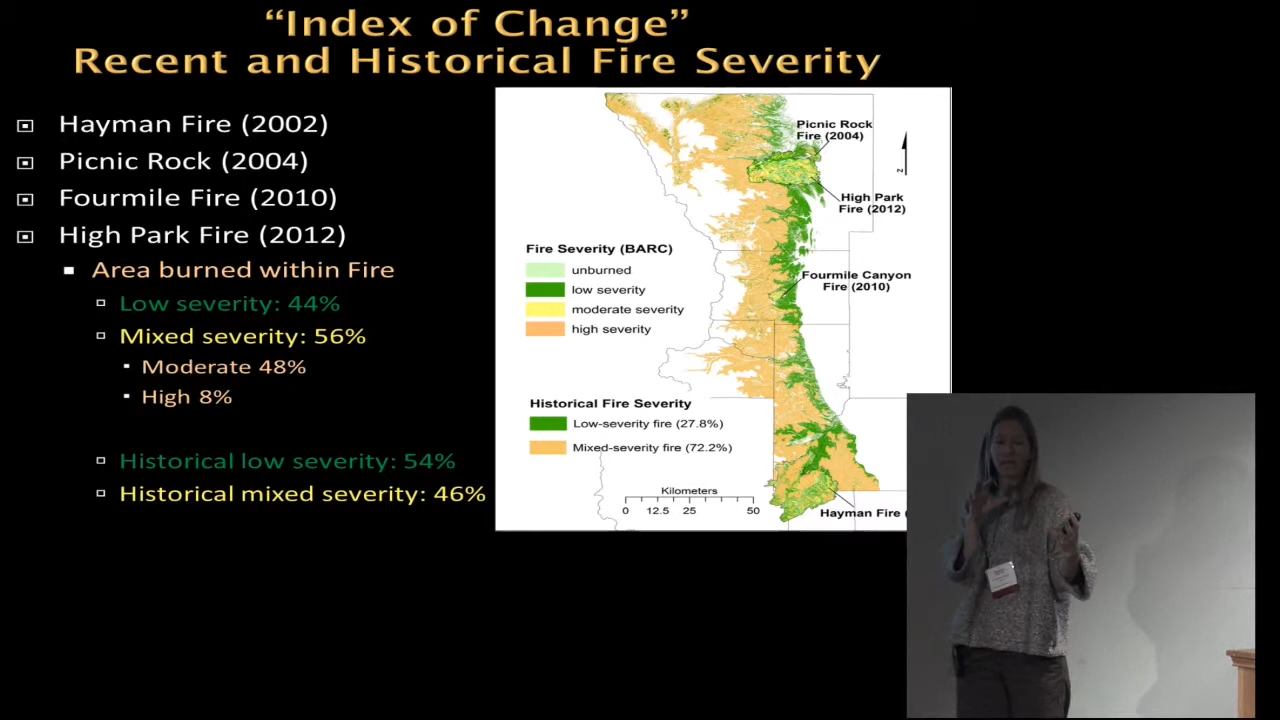 “Index of Change”
Recent and Historical Fire Severity
Hayman Fire (2002)
Picnic Rock (2004)
Fourmile Fire (2010)
High Park Fire (2012)
Area burned within Fire
Low severity: 44%
Mixed severity: 56%
Moderate 48%
High 8%
Historical low severity: 54%
Historical mixed severity: 46%
Picnic Rock
Fire (2004)
N
High Park
Fire (2012)
Fire Severity (BARC)
unburned
low severity
moderate severity
high severity
Fourmile Canyon
Fire (2010)
Historical Fire Severity
Low-severity fire (27.8%)
Mixed-severity fire (72.2%)
Kilometers
0 12.5 25 50
Hayman Fire (